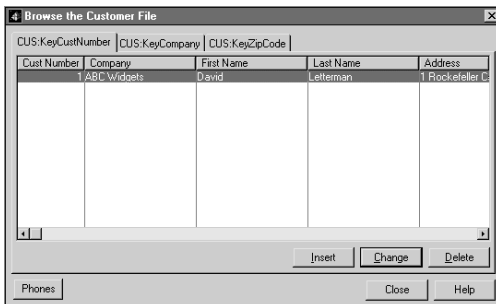 Browse the Customer File
CUS:KeyCustNumber CUS:KeyCompany CUS:KeyZipCode
Cust Number Company First Name Last Name Address
1 ABC Widgets David Letterman 1 Rockefeller C
Insert Change Delete
Phones Close Help